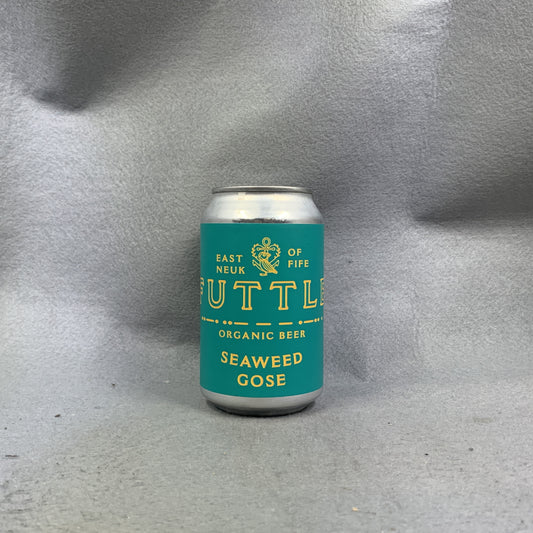 EAST OF
NEUK FIFE
FUTTLE
ORGANIC BEER
SEAWEED
GOSE